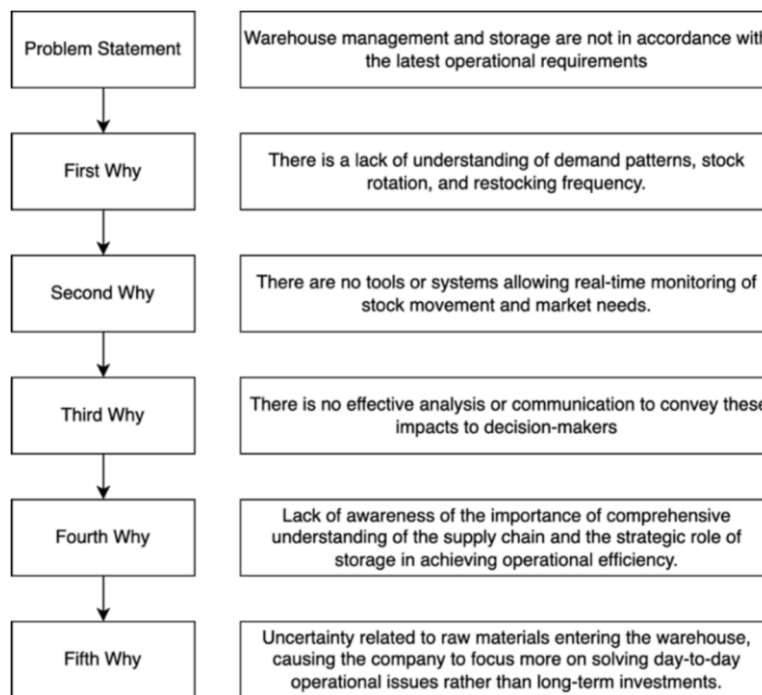 Problem Statement
Warehouse management and storage are not in accordance with
the latest operational requirements
First Why
There is a lack of understanding of demand patterns, stock
rotation, and restocking frequency.
Second Why
There are no tools or systems allowing real-time monitoring of
stock movement and market needs.
Third Why
There is no effective analysis or communication to convey these
impacts to decision-makers
Fourth Why
Lack of awareness of the importance of comprehensive
understanding of the supply chain and the strategic role of
storage in achieving operational efficiency.
Fifth Why
Uncertainty related to raw materials entering the warehouse,
causing the company to focus more on solving day-to-day
operational issues rather than long-term investments.